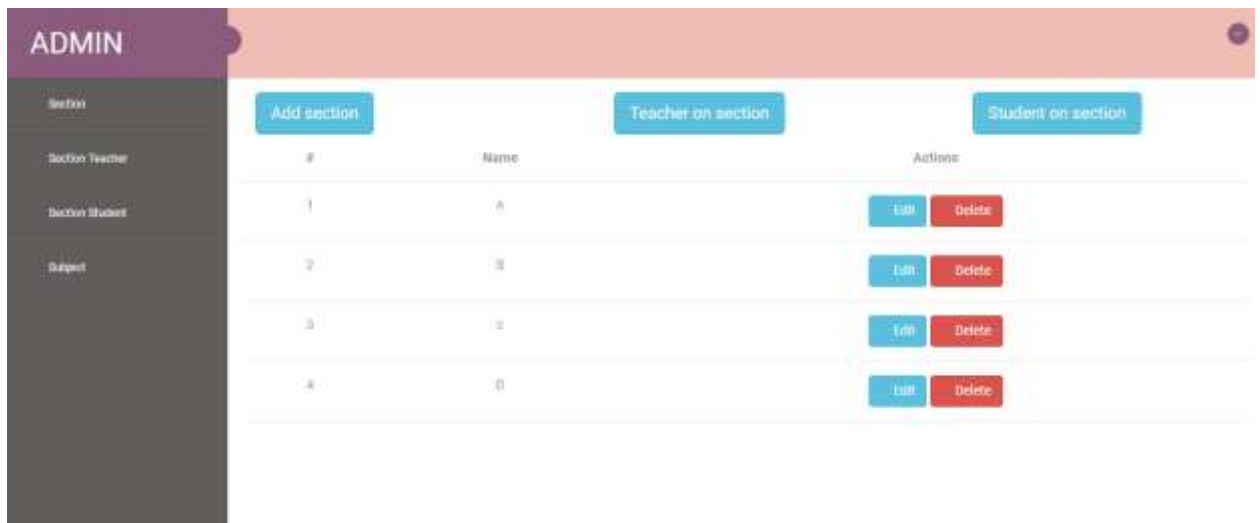 ADMIN
Section
Section Teacher
Section Student
Subject
Add section
Teacher on section
Student on section
# Name Actions
1 A Edit Delete
2 B Edit Delete
3 c Edit Delete
4 D Edit Delete